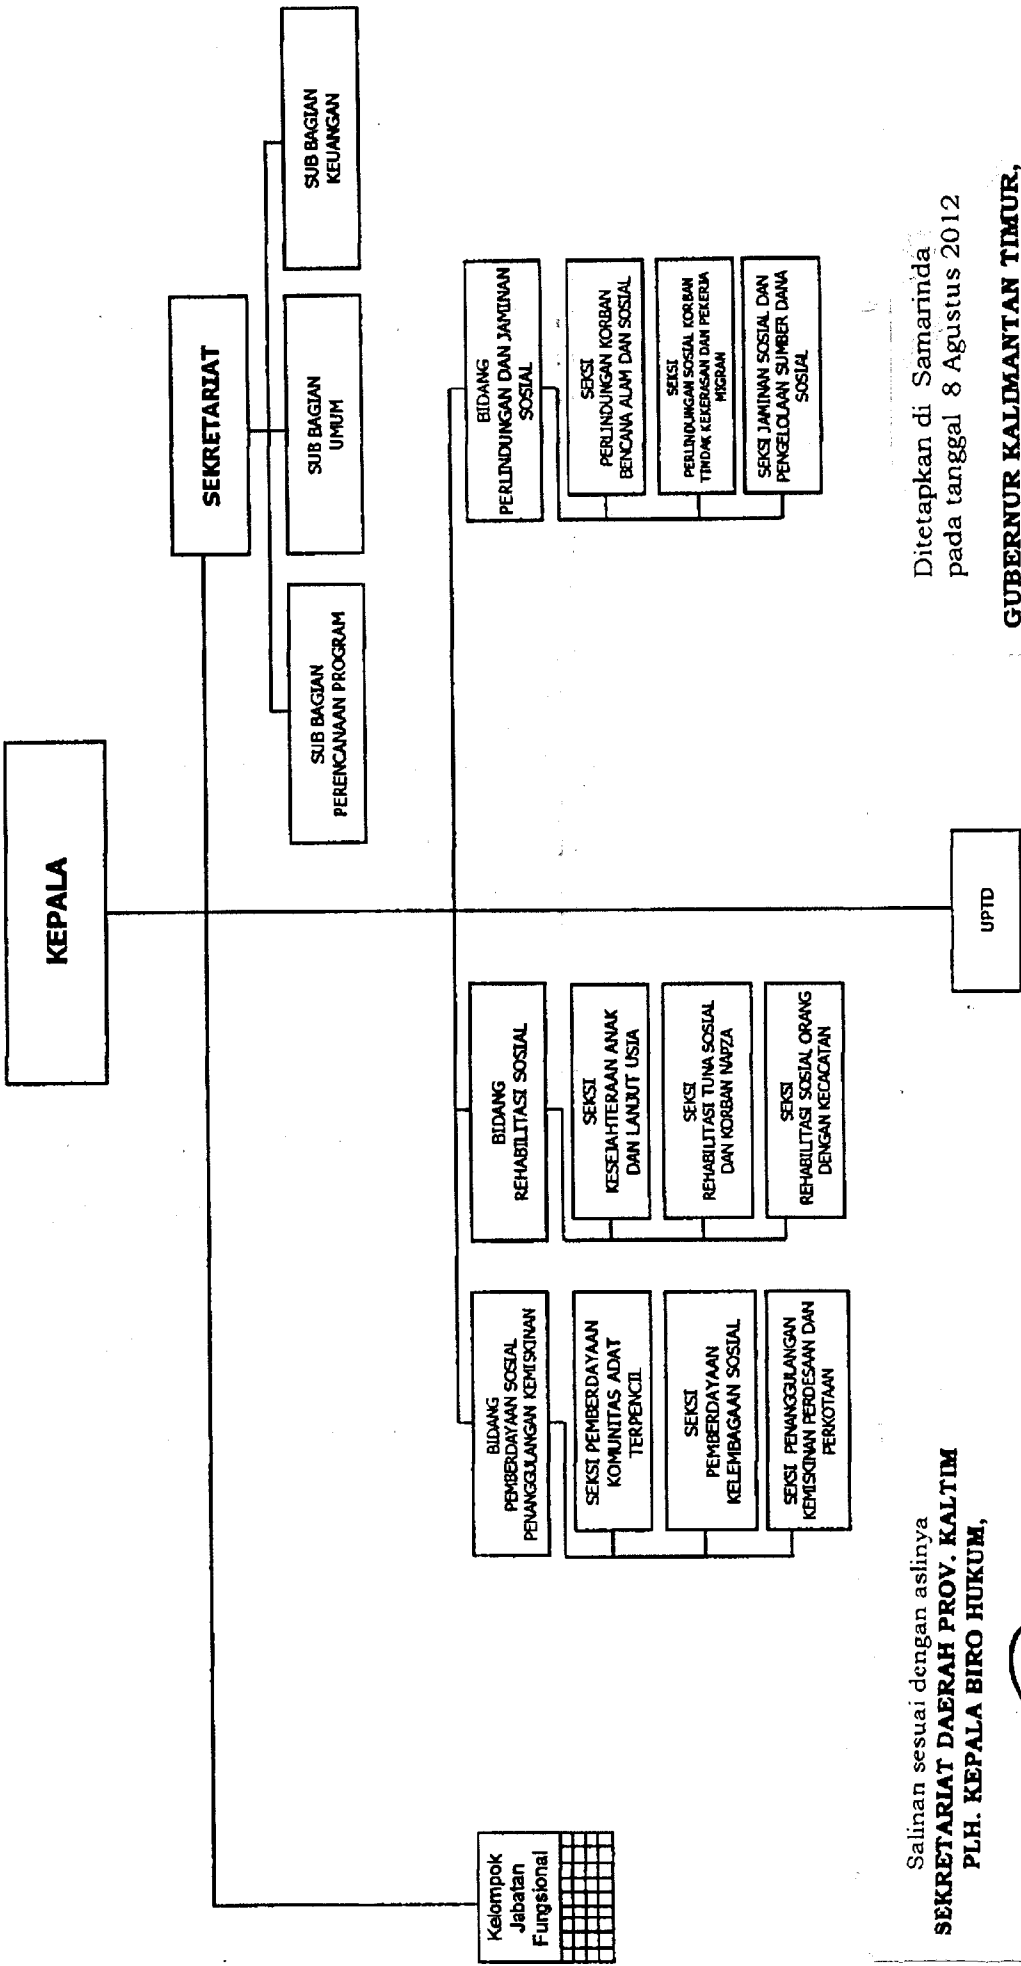 KEPALA
SEKRETARIAT
SUB BAGIAN
PERENCANAAN PROGRAM
SUB BAGIAN
UMUM
SUB BAGIAN
KEUANGAN
Kelompok
Jabatan
Fungsional
BIDANG
PEMBERDAYAAN SOSIAL
PENANGGULANGAN KEMISKINAN
SEKSI PEMBERDAYAAN
KOMUNITAS ADAT
TERPENCIL
SEKSI
PEMBERDAYAAN
KELEMBAGAAN SOSIAL
SEKSI PENANGGULANGAN
KEMISKINAN PERDESAAN DAN
PERKOTAAN
BIDANG
REHABILITASI SOSIAL
SEKSI
KESEJAHTERAAN ANAK
DAN LANJUT USIA
SEKSI
REHABILITASI TUNA SOSIAL
DAN KORBAN NAPZA
SEKSI
REHABILITASI SOSIAL ORANG
DENGAN KECACATAN
BIDANG
PERLINDUNGAN DAN JAMINAN
SOSIAL
SEKSI
PERLINDUNGAN KORBAN
BENCANA ALAM DAN SOSIAL
SEKSI
PERLINDUNGAN SOSIAL KORBAN
TINDAK KEKERASAN DAN PEKERJA
MIGRAN
SEKSI JAMINAN SOSIAL DAN
PENGELOLAAN SUMBER DANA
SOSIAL
UPTD
Salinan sesuai dengan aslinya
SEKRETARIAT DAERAH PROV. KALTIM
PLH. KEPALA BIRO HUKUM,
Ditetapkan di Samarinda
pada tanggal 8 Agustus 2012
GUBERNUR KALIMANTAN TIMUR,